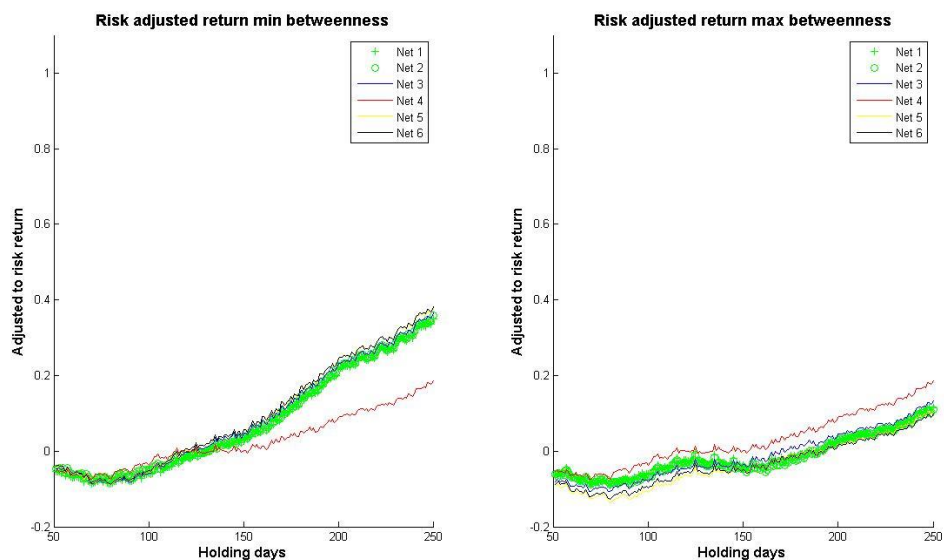 Risk adjusted return min betweenness
Adjusted to risk return
1
0.8
0.6
0.4
0.2
0
-0.2
50
100
150
200
250
Holding days
Net 1
Net 2
Net 3
Net 4
Net 5
Net 6
Risk adjusted return max betweenness
Adjusted to risk return
1
0.8
0.6
0.4
0.2
0
-0.2
50
100
150
200
250
Holding days
Net 1
Net 2
Net 3
Net 4
Net 5
Net 6